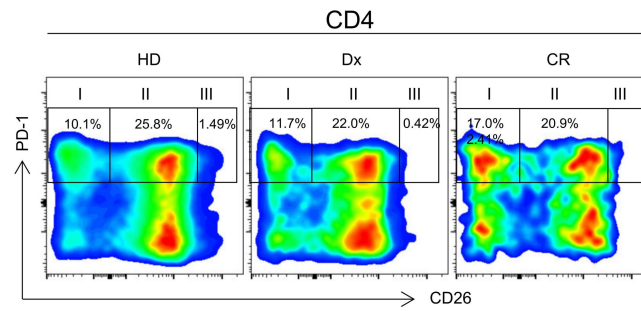 CD4
HD Dx CR
I II III I II III I II III
10.1% 25.8% 1.49% 11.7% 22.0% 0.42% 17.0% 20.9%
2.41%
PD-1
CD26